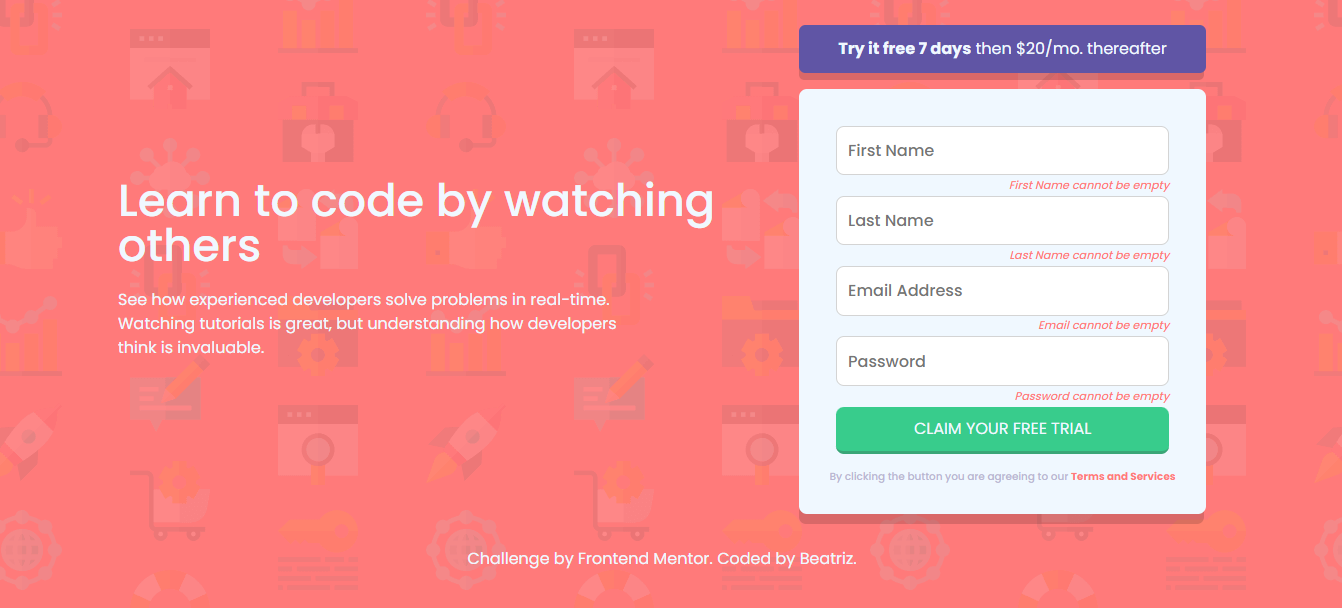 Learn to code by watching
others
See how experienced developers solve problems in real-time.
Watching tutorials is great, but understanding how developers
think is invaluable.
Try it free 7 days then $20/mo. thereafter
First Name
First Name cannot be empty
Last Name
Last Name cannot be empty
Email Address
Email cannot be empty
Password
Password cannot be empty
CLAIM YOUR FREE TRIAL
By clicking the button you are agreeing to our Terms and Services
Challenge by Frontend Mentor. Coded by Beatriz.